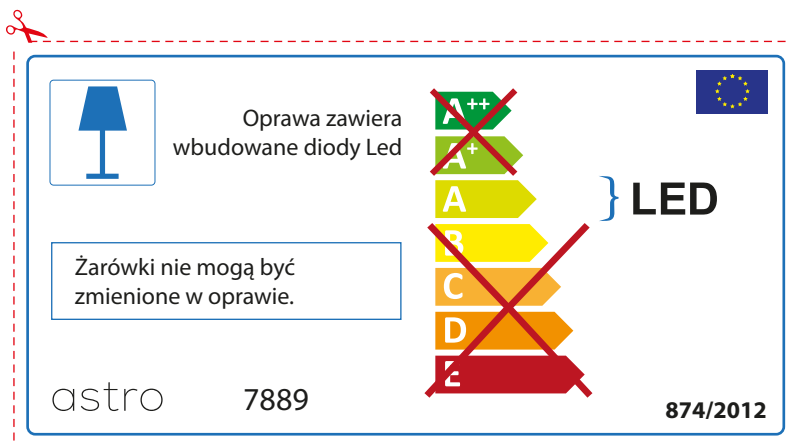 Oprawa zawiera
wbudowane diody Led
A++
A+
A
B
C
D
E
LED
Żarówki nie mogą być
zmienione w oprawie.
astro
7889
874/2012